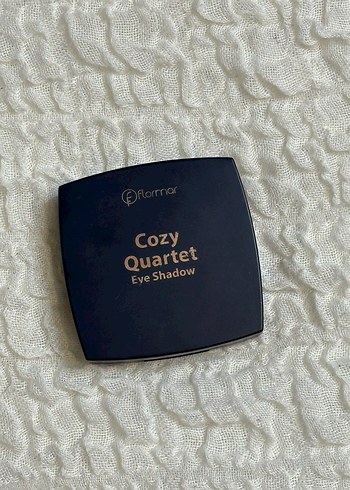 flormar
Cozy
Quartet
Eye Shadow